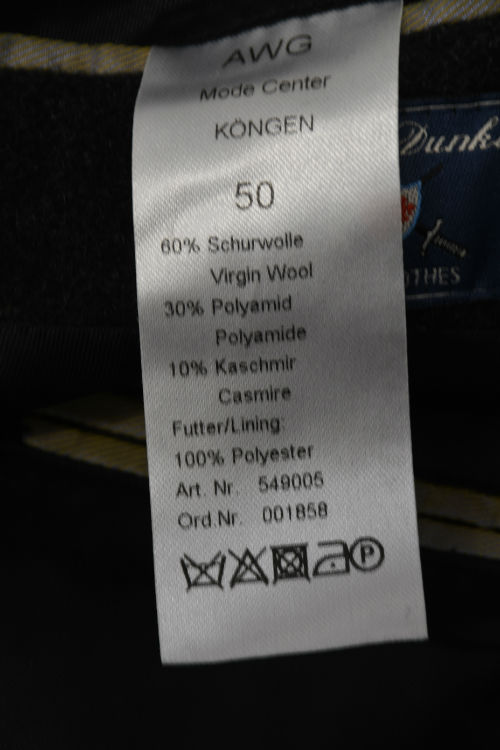 AWG
Mode Center
KÖNGEN
50
60% Schurwolle
Virgin Wool
30% Polyamid
Polyamide
10% Kaschmir
Casmire
Futter/Lining:
100% Polyester
Art. Nr. 549005
Ord.Nr. 001858
P